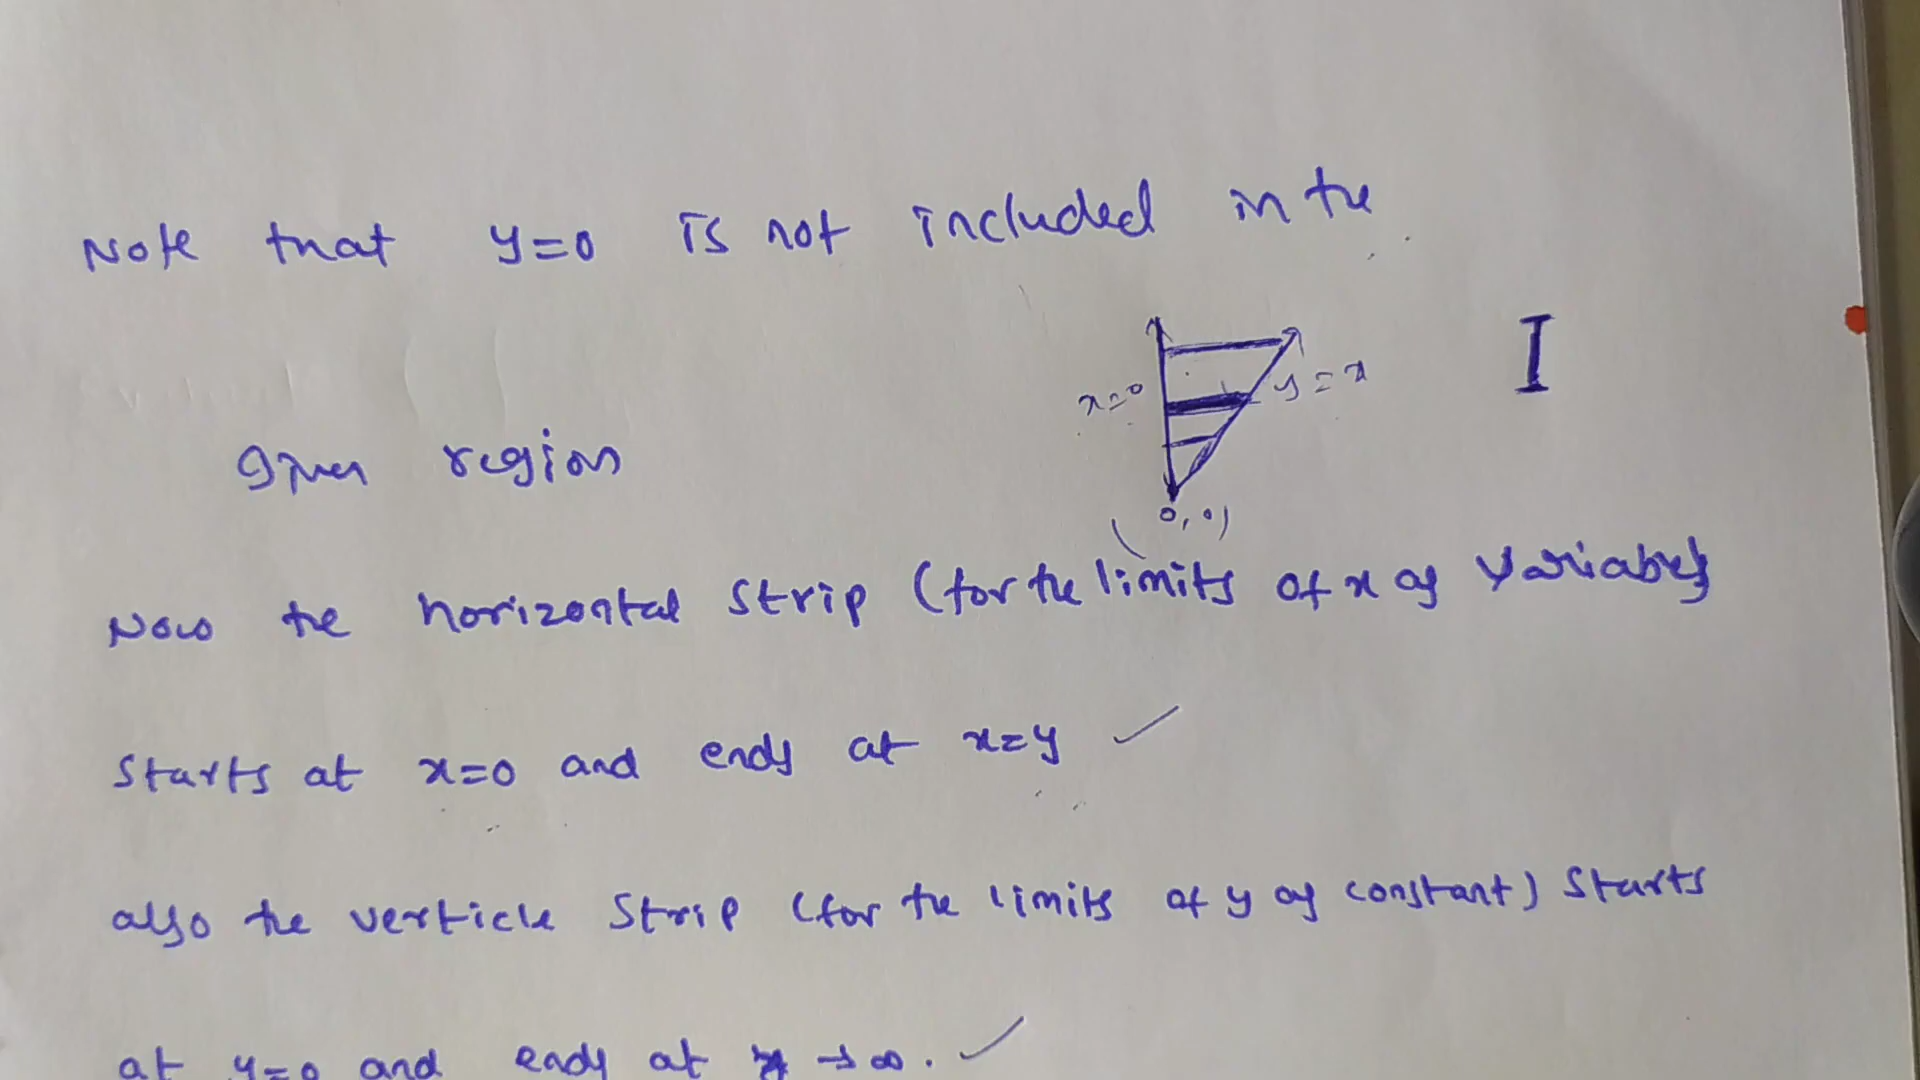 Note that y=0 is not included in the
x=0
y=x
I
given region
(0,0)
Now the horizontal strip (for the limits of x as variable)
starts at x=0 and ends at x=y ✓
also the verticle strip (for the limits of y as constant) starts
at y=0 and ends at → ∞. ✓